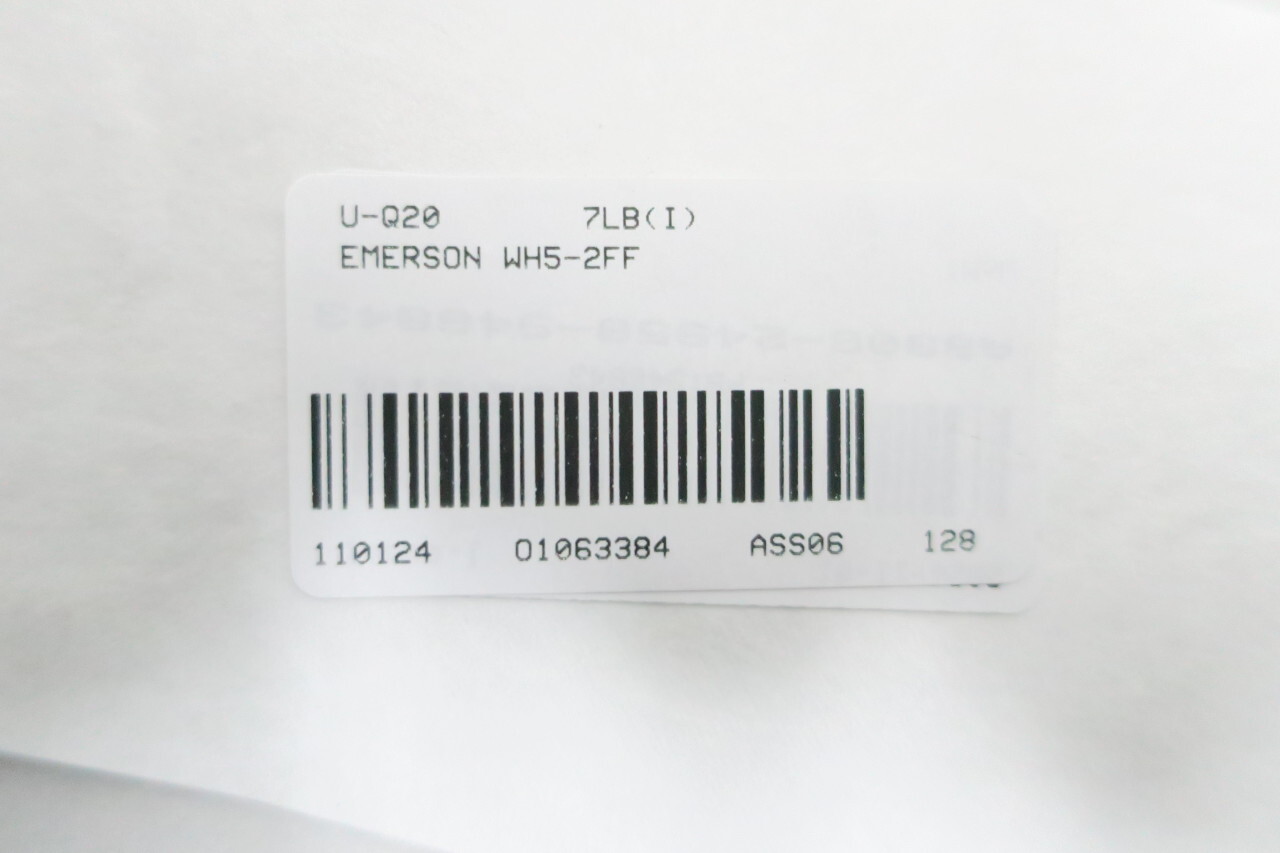 U-Q20 7LB(I)
EMERSON WH5-2FF
110124 01063384 ASS06 128